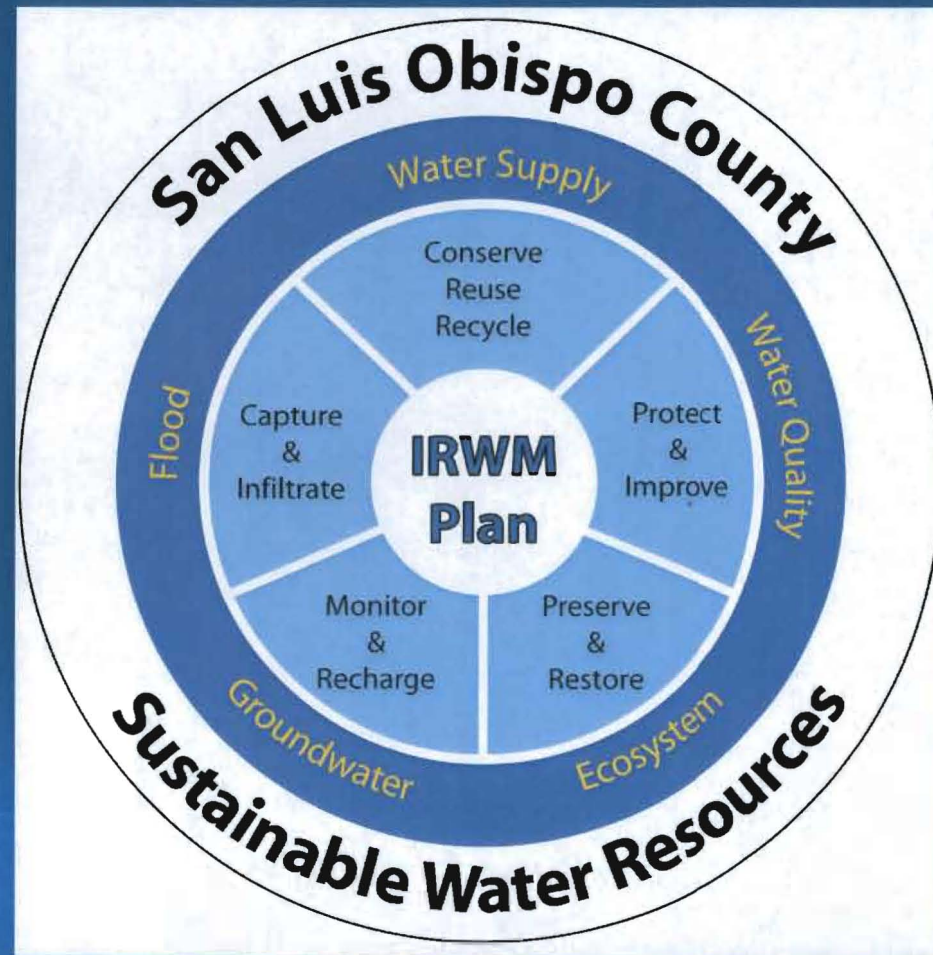 San Luis Obispo County
Water Supply
Conserve
Reuse
Recycle
Water Quality
Protect
&
Improve
Ecosystem
Preserve
&
Restore
Groundwater
Monitor
&
Recharge
Flood
Capture
&
Infiltrate
IRWM
Plan
Sustainable Water Resources